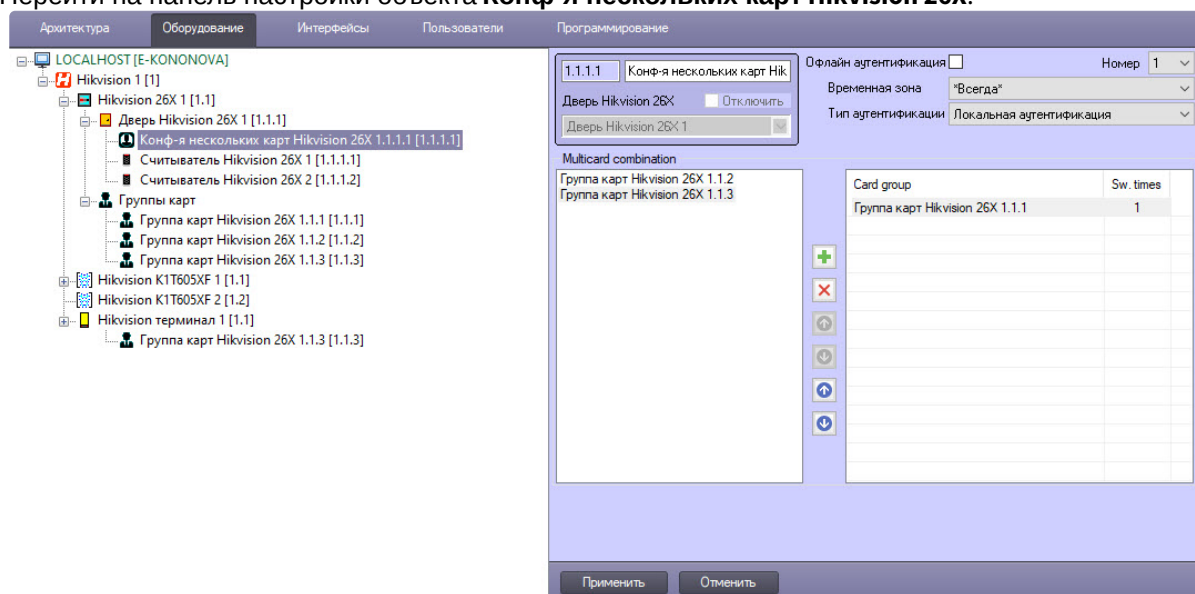 Перейти на панель настройки объекта Конф-я нескольких карт Hikvision 26x.
Архитектура Оборудование Интерфейсы Пользователи Программирование
LOCALHOST [E-KONONOVA]
Hikvision 1 [1]
Hikvision 26X 1 [1.1]
Дверь Hikvision 26X 1 [1.1.1]
Конф-я нескольких карт Hikvision 26X 1.1.1.1 [1.1.1.1]
Считыватель Hikvision 26X 1 [1.1.1.1]
Считыватель Hikvision 26X 2 [1.1.1.2]
Группы карт
Группа карт Hikvision 26X 1.1.1 [1.1.1]
Группа карт Hikvision 26X 1.1.2 [1.1.2]
Группа карт Hikvision 26X 1.1.3 [1.1.3]
Hikvision K1T605XF 1 [1.1]
Hikvision K1T605XF 2 [1.2]
Hikvision терминал 1 [1.1]
Группа карт Hikvision 26X 1.1.3 [1.1.3]
1.1.1.1 Конф-я нескольких карт Hik
Дверь Hikvision 26X Отключить
Дверь Hikvision 26X 1
Офлайн аутентификация Номер 1
Временная зона *Всегда*
Тип аутентификации Локальная аутентификация
Multicard combination
Группа карт Hikvision 26X 1.1.2
Группа карт Hikvision 26X 1.1.3
Card group Sw. times
Группа карт Hikvision 26X 1.1.1 1
Применить Отменить